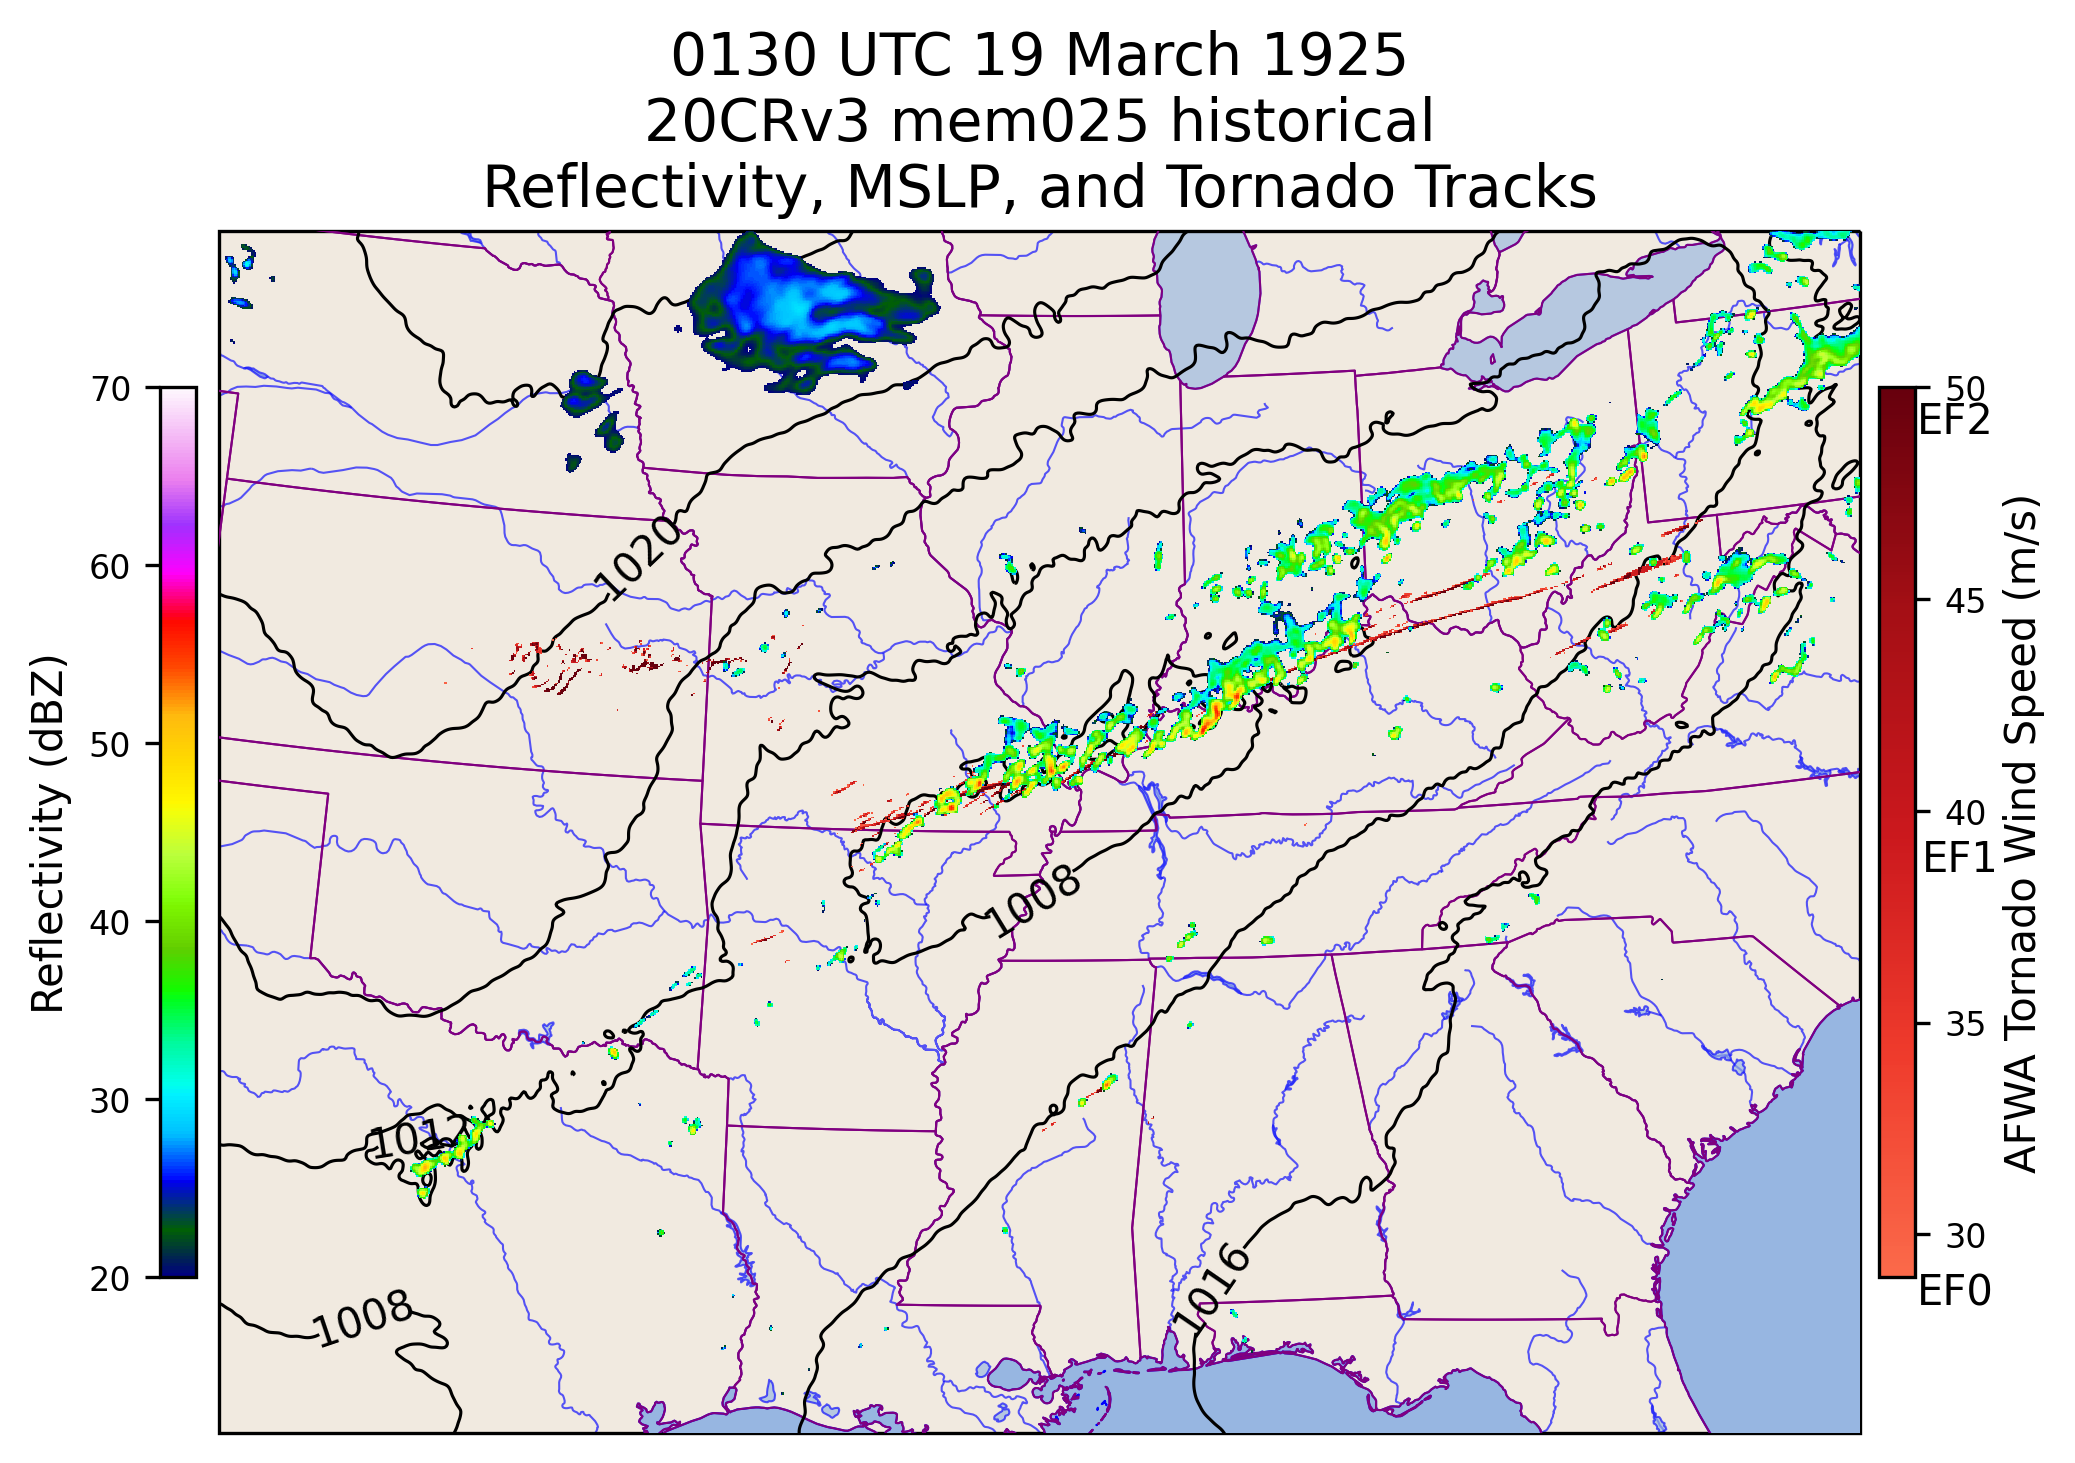 0130 UTC 19 March 1925
20CRv3 mem025 historical
Reflectivity, MSLP, and Tornado Tracks
Reflectivity (dBZ)
70
60
50
40
30
20
1020
1008
1012
1008
1016
50
EF2
45
40
EF1
35
30
EF0
AFWA Tornado Wind Speed (m/s)